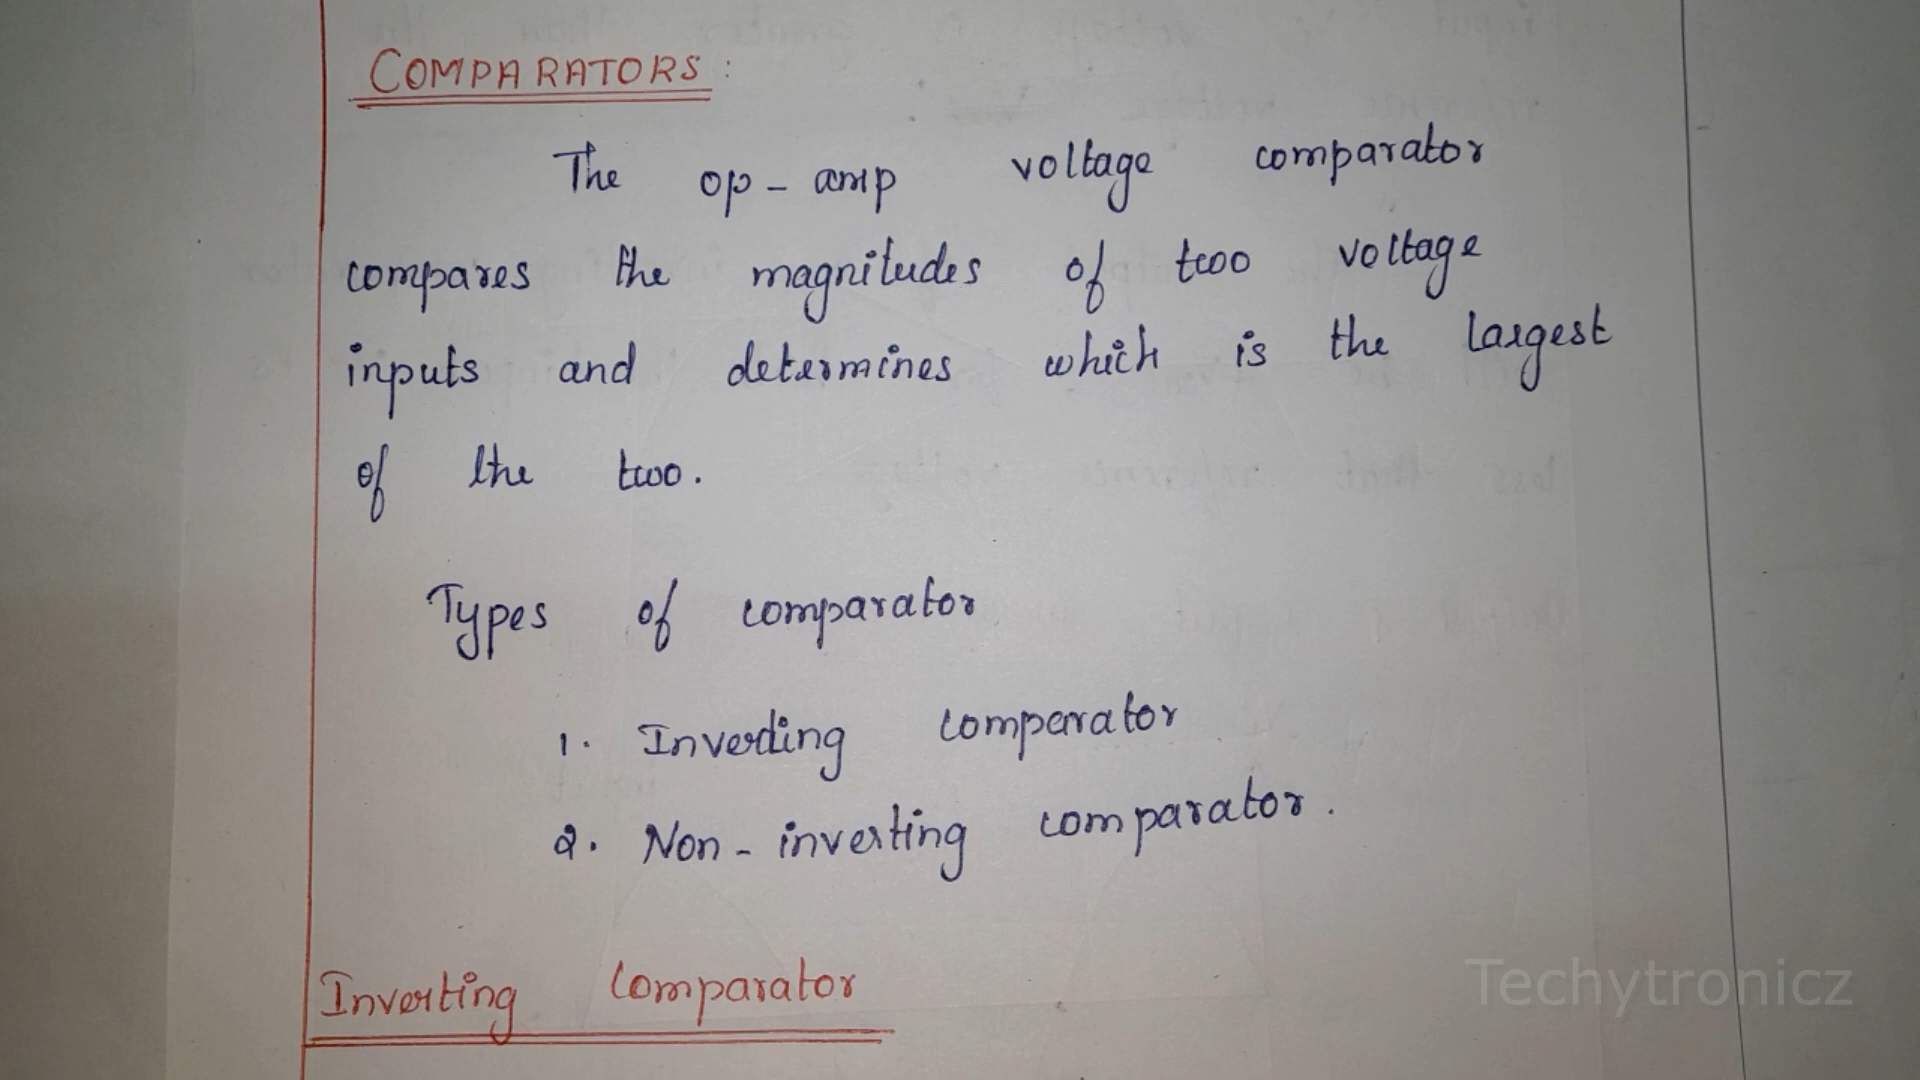 COMPARATORS:
The op-amp voltage comparator
compares the magnitudes of two voltage
inputs and determines which is the largest
of the two.
Types of comparator
1. Inverting comparator
2. Non-inverting comparator.
Inverting Comparator
Techytronicz